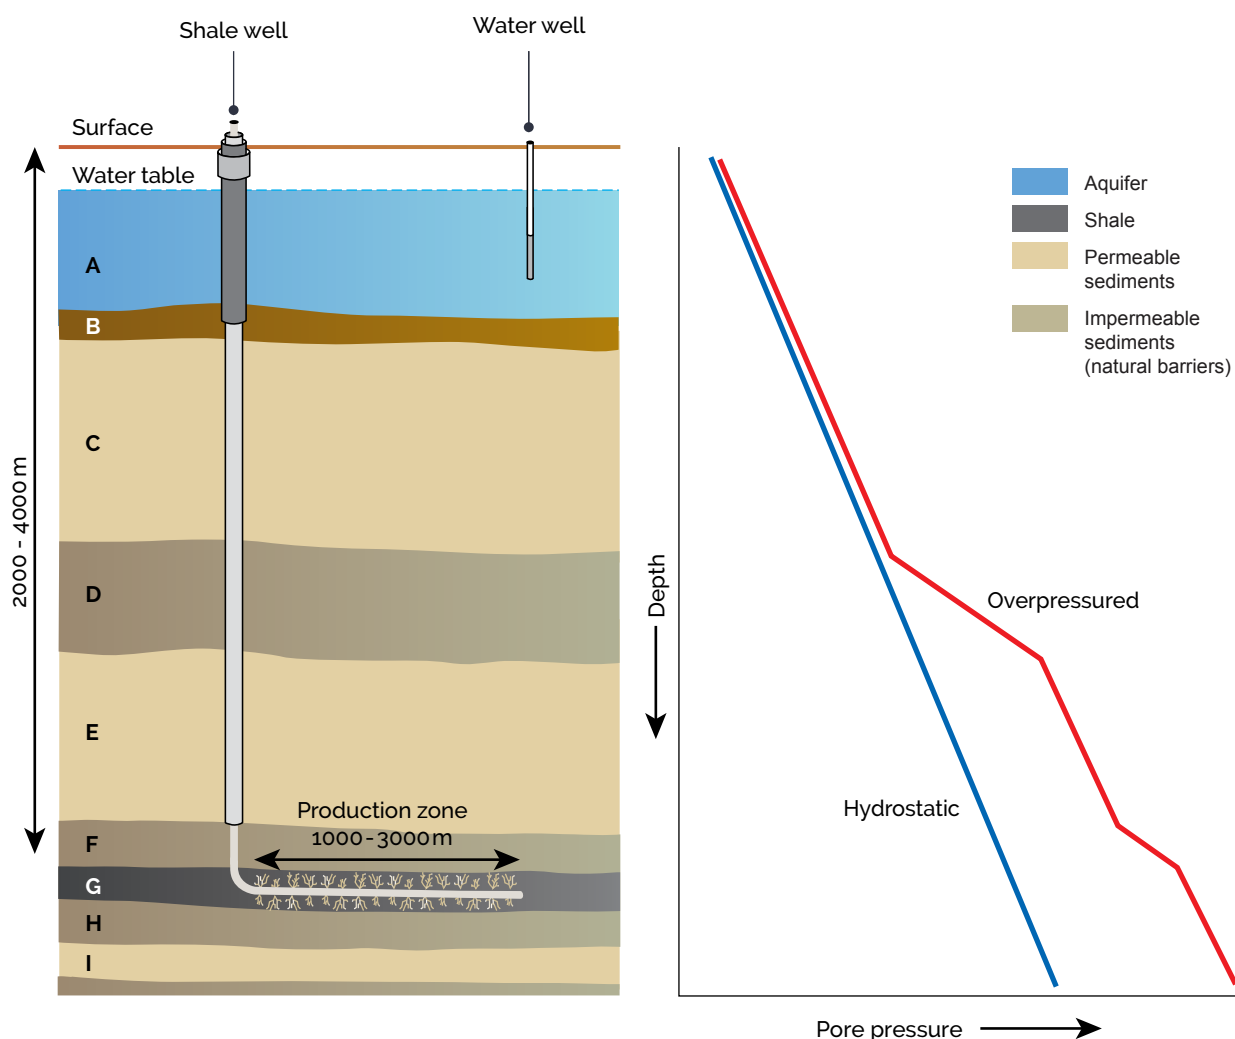 Shale well
Water well
Surface
Water table
A
B
C
D
E
F
G
H
I
2000 - 4000 m
Production zone
1000 - 3000 m
Depth
Overpressured
Hydrostatic
Pore pressure
Aquifer
Shale
Permeable
sediments
Impermeable
sediments
(natural barriers)